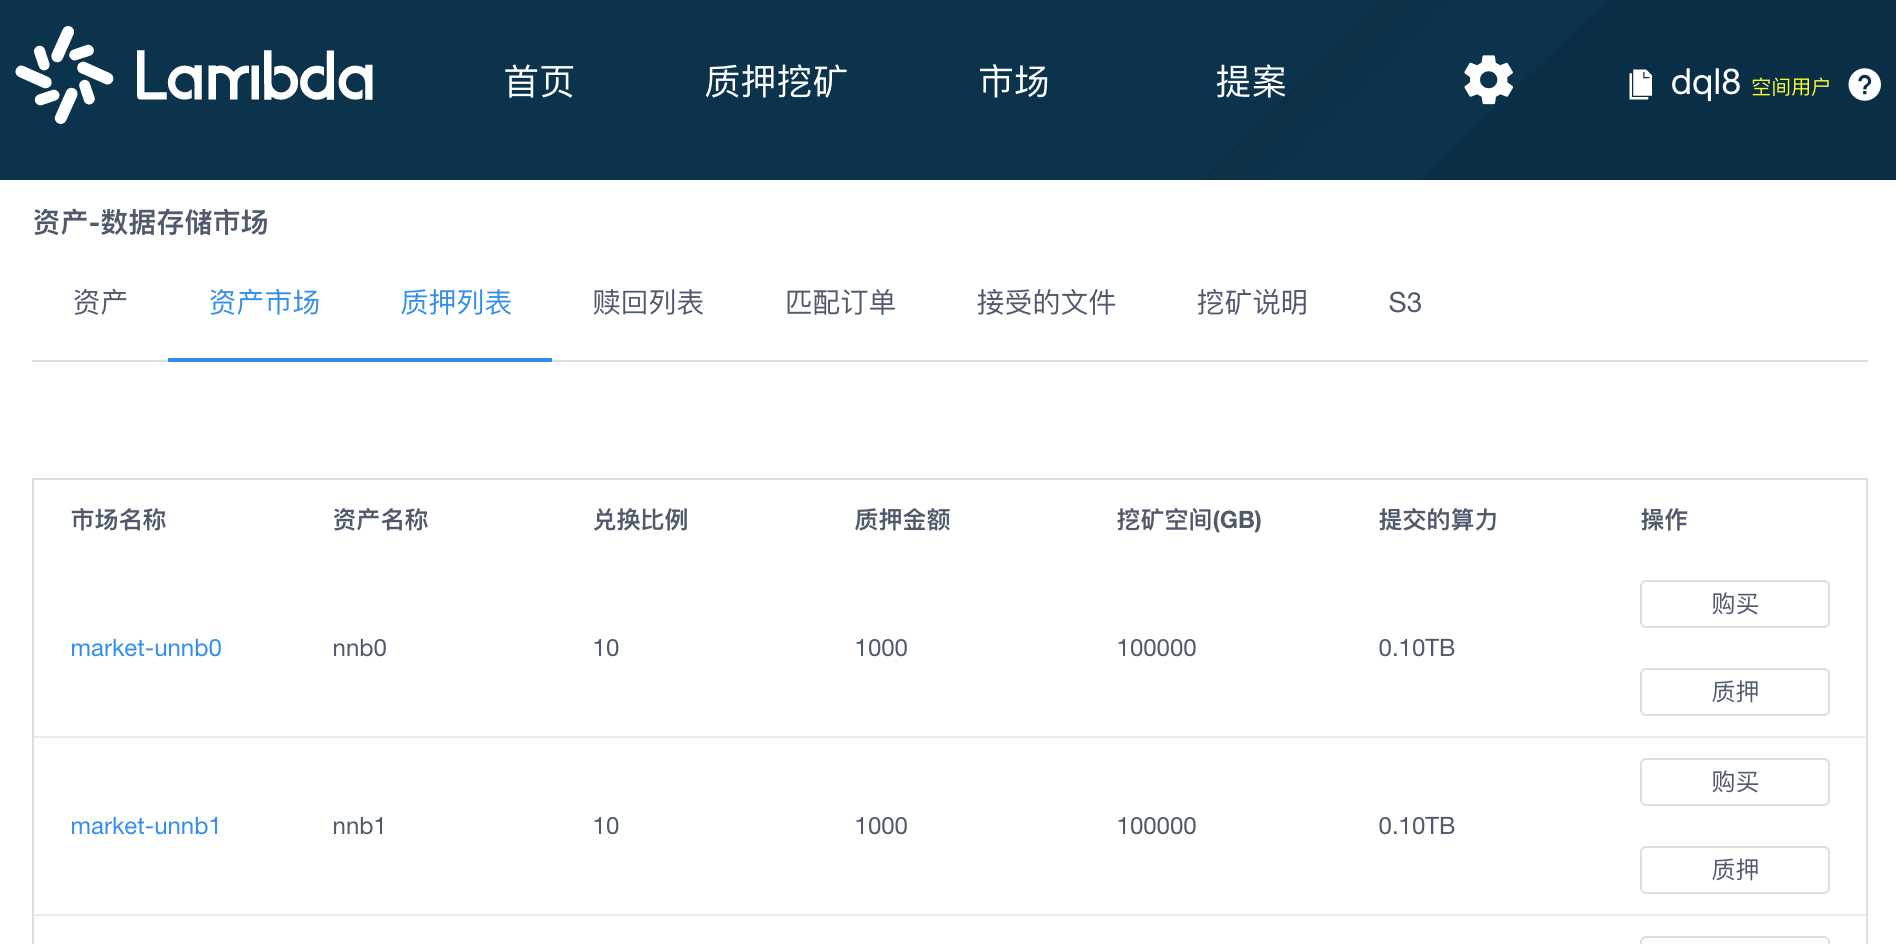 Lambda 首页 质押挖矿 市场 提案 dql8 空间用户 ?
资产-数据存储市场
资产 资产市场 质押列表 赎回列表 匹配订单 接受的文件 挖矿说明 S3
市场名称 资产名称 兑换比例 质押金额 挖矿空间(GB) 提交的算力 操作
购买
market-unnb0 nnb0 10 1000 100000 0.10TB
质押
购买
market-unnb1 nnb1 10 1000 100000 0.10TB
质押